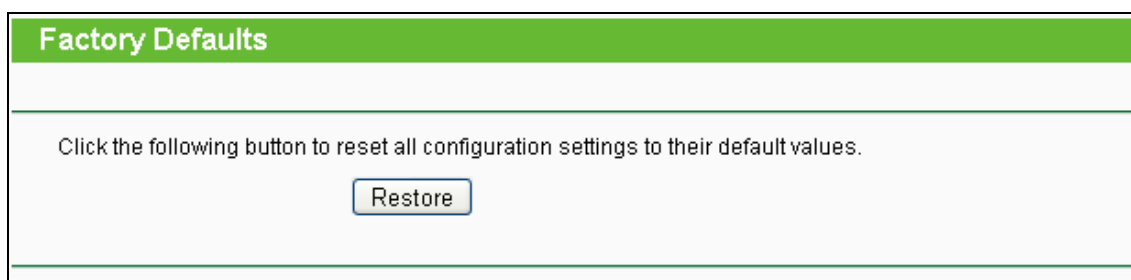 Factory Defaults
Click the following button to reset all configuration settings to their default values.
Restore